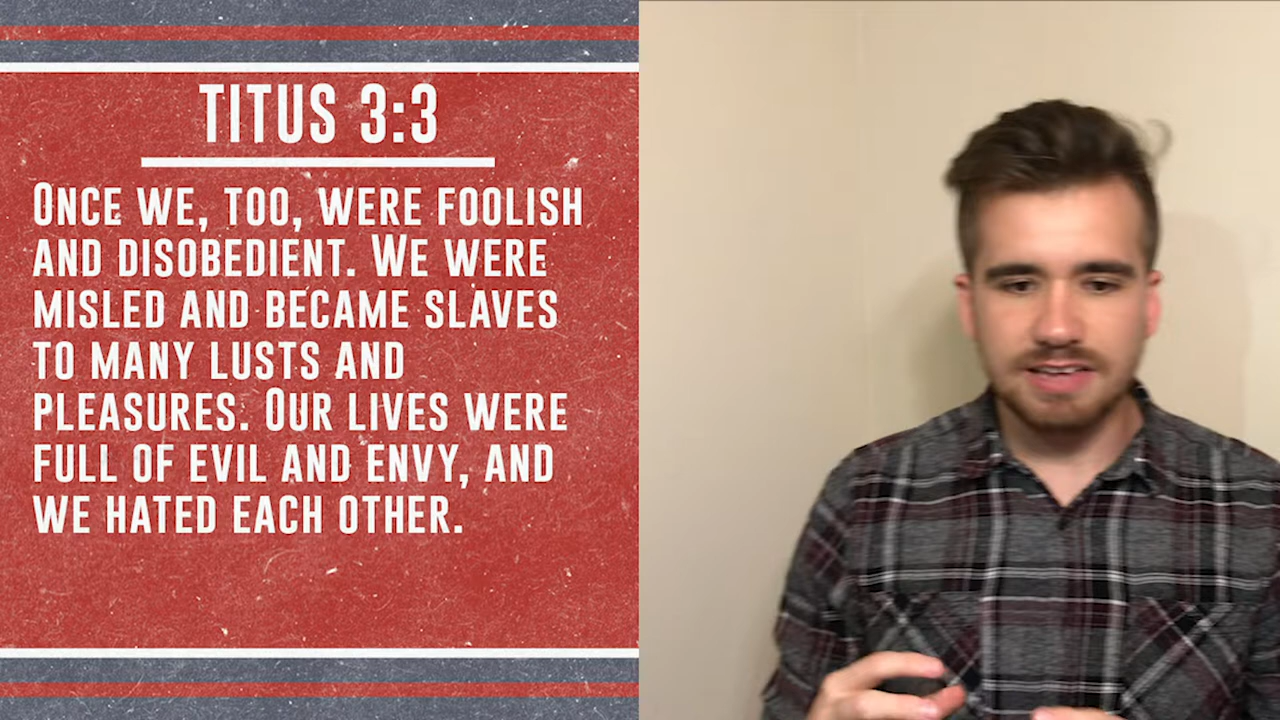 TITUS 3:3
ONCE WE, TOO, WERE FOOLISH
AND DISOBEDIENT. WE WERE
MISLED AND BECAME SLAVES
TO MANY LUSTS AND
PLEASURES. OUR LIVES WERE
FULL OF EVIL AND ENVY, AND
WE HATED EACH OTHER.